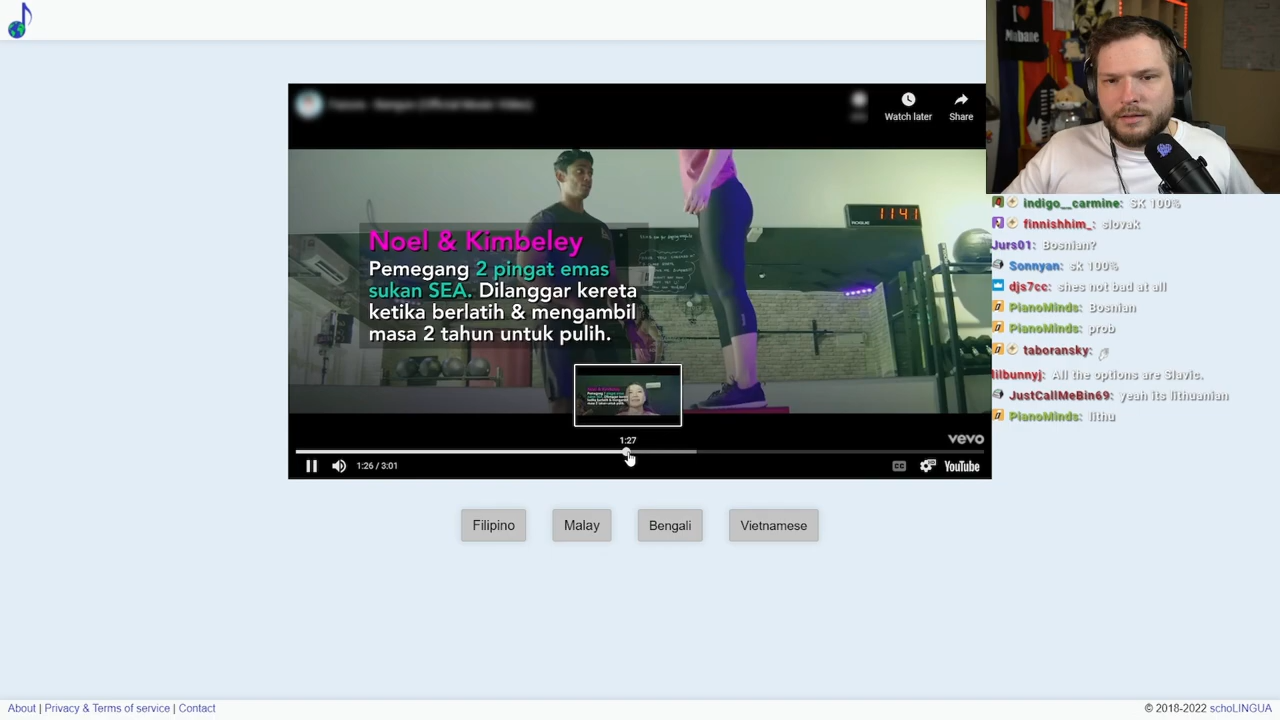 Watch later
Share
Noel & Kimbeley
Pemegang 2 pingat emas
sukan SEA. Dilanggar kereta
ketika berlatih & mengambil
masa 2 tahun untuk pulih.
1141
1:27
vevo
1:26 / 3:01
CC
YouTube
Filipino
Malay
Bengali
Vietnamese
I
indigo__carmine: SK 100%
finnishhim_: slovak
Jurs01: Bosnian?
Sonnyan: sk 100%
djs7cc: shes not bad at all
PianoMinds: Bosnian
PianoMinds: prob
taboransky:
lilbunnyj: All the options are Slavic.
JustCallMeBin69: yeah its lithuanian
PianoMinds: lithu
About | Privacy & Terms of service | Contact
© 2018-2022 schoLINGUA